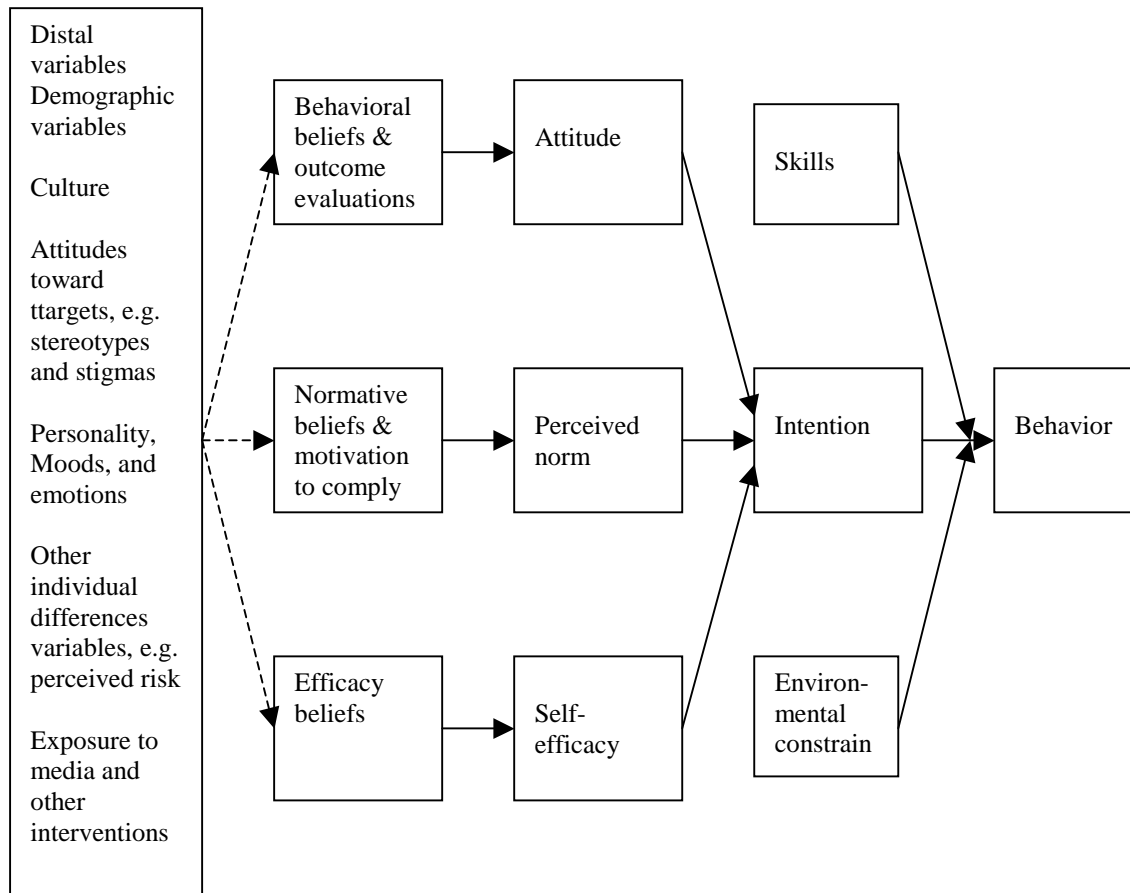 Distal
variables
Demographic
variables
Culture
Attitudes
toward
ttargets, e.g.
stereotypes
and stigmas
Personality,
Moods, and
emotions
Other
individual
differences
variables, e.g.
perceived risk
Exposure to
media and
other
interventions
Behavioral
beliefs &
outcome
evaluations
Attitude
Skills
Normative
beliefs &
motivation
to comply
Perceived
norm
Intention
Behavior
Efficacy
beliefs
Self-
efficacy
Environ-
mental
constrain